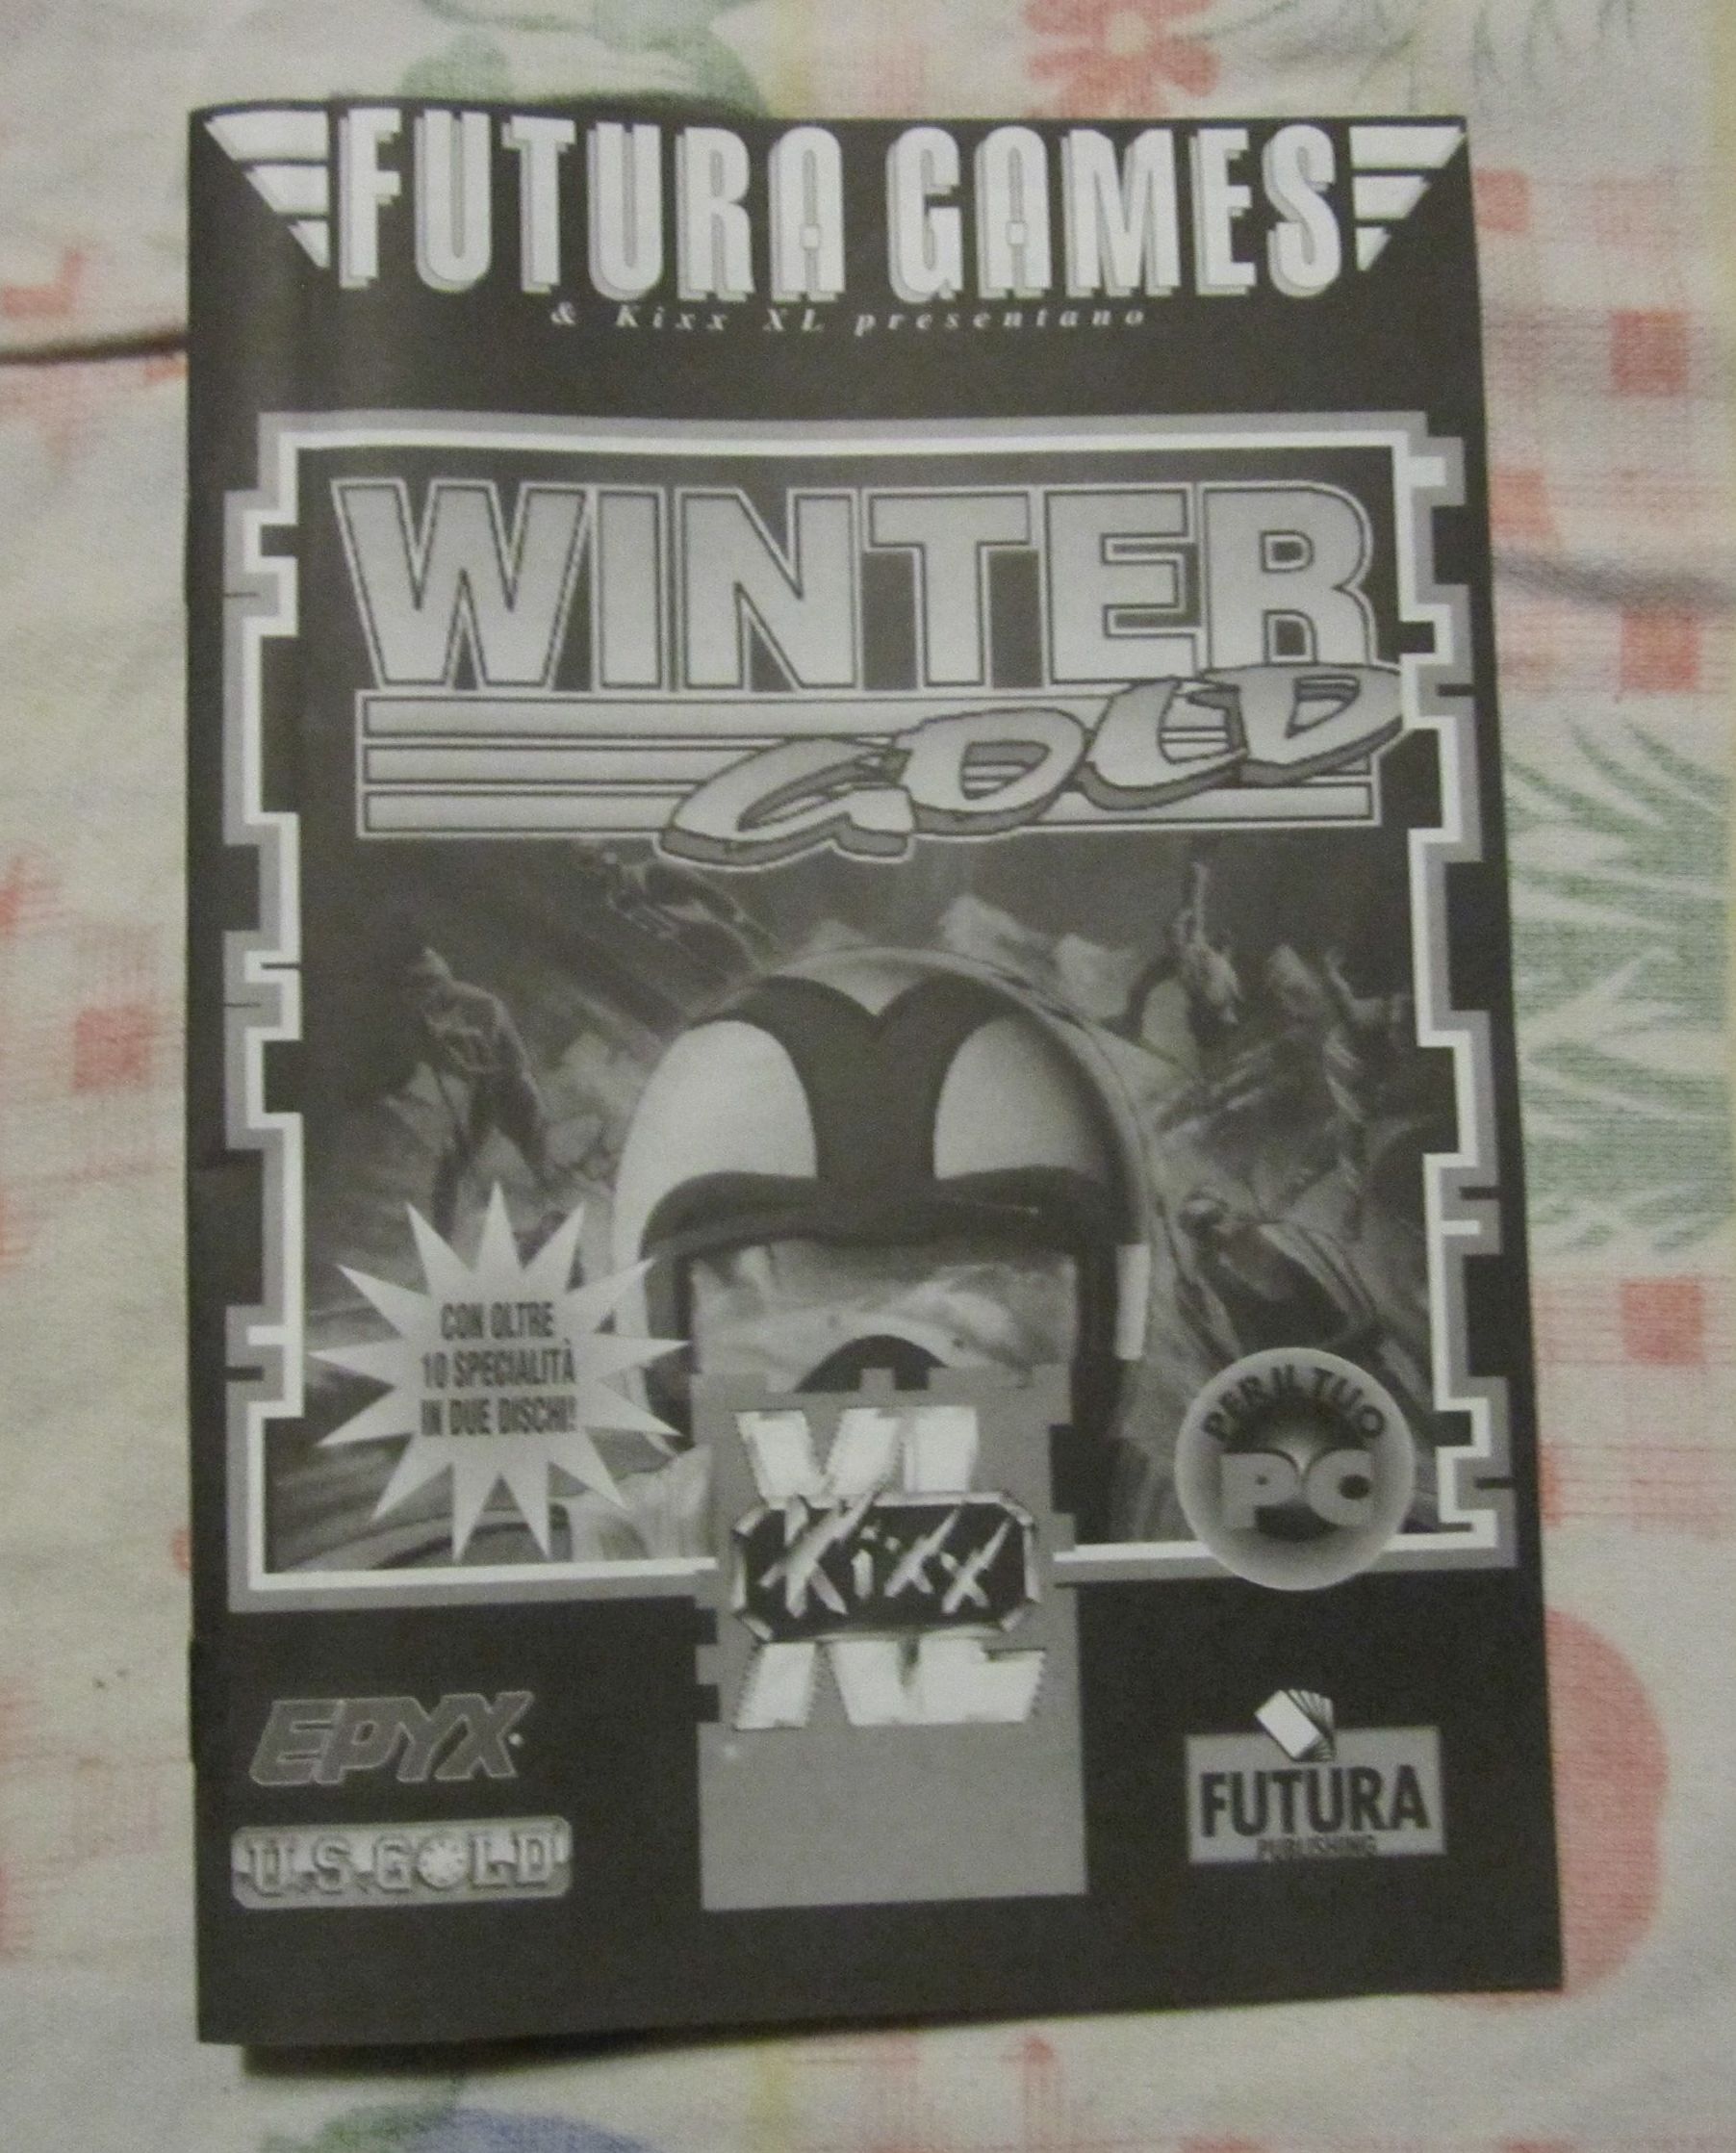 FUTURA GAMES
& Kixx XL presentano
WINTER
GOLD
CON OLTRE
10 SPECIALITÀ
IN DUE DISCHI!
PER IL TUO
PC
XL
Kixx
XL
EPYX
U.S.GOLD
FUTURA
PUBLISHING